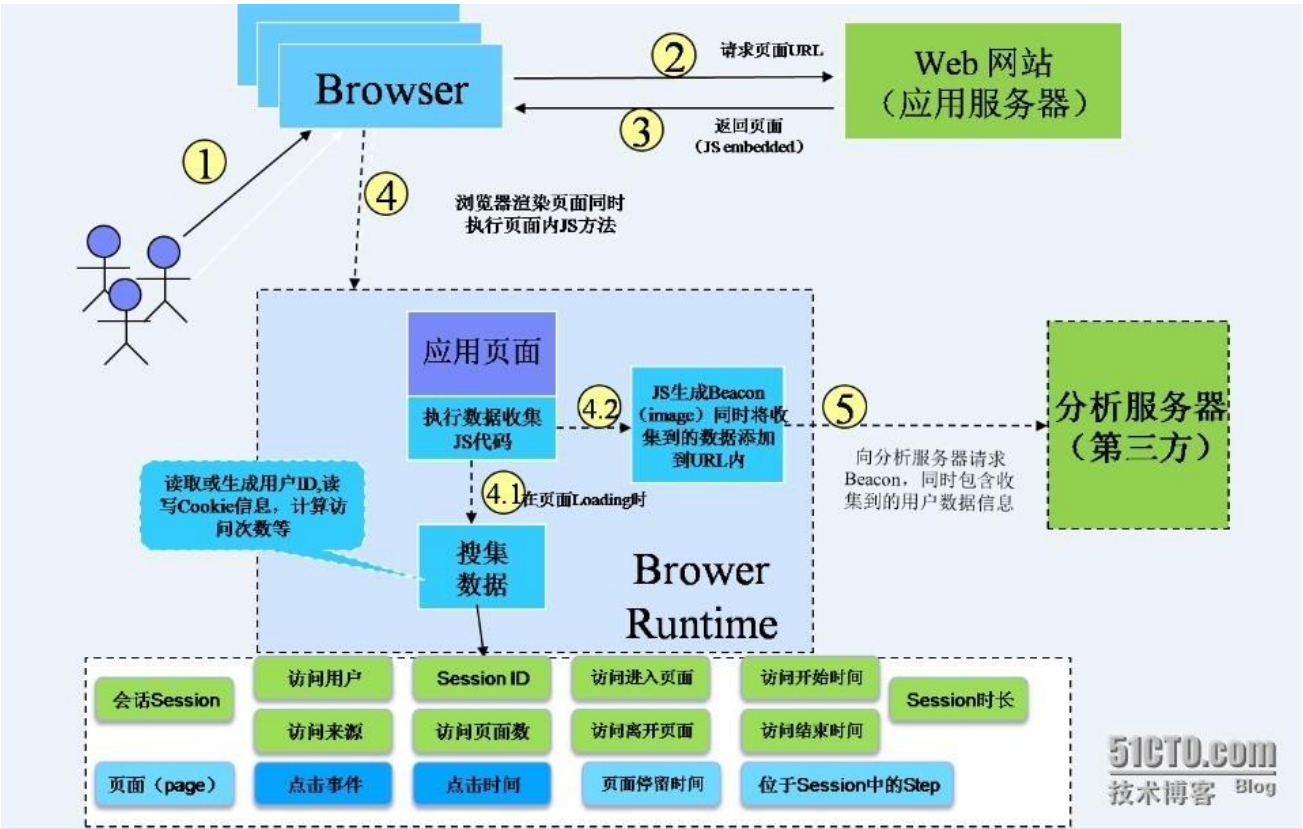 Browser
②
请求页面URL
Web 网站
（应用服务器）
③
返回页面
（JS embedded）
①
④
浏览器渲染页面同时
执行页面内JS方法
应用页面
执行数据收集
JS代码
4.2
JS生成Beacon
（image）同时将收
集到的数据添加
到URL内
⑤
向分析服务器请求
Beacon，同时包含收
集到的用户数据信息
分析服务器
（第三方）
读取或生成用户ID,读
写Cookie信息，计算访
问次数等
4.1
在页面Loading时
搜集
数据
Brower
Runtime
会话Session
访问用户
Session ID
访问进入页面
访问开始时间
Session时长
访问来源
访问页面数
访问离开页面
访问结束时间
页面（page）
点击事件
点击时间
页面停留时间
位于Session中的Step
51CTO.com
技术博客 Blog